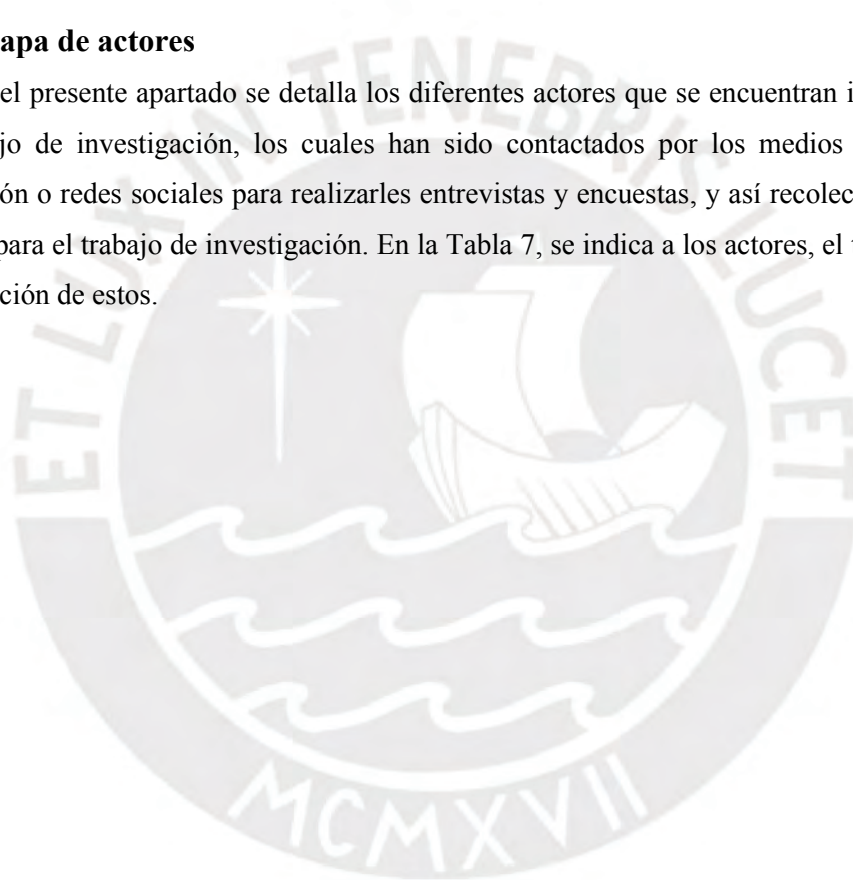 apa de actores
el presente apartado se detalla los diferentes actores que se encuentran i
jo de investigación, los cuales han sido contactados por los medios
ón o redes sociales para realizarles entrevistas y encuestas, y así recolec
para el trabajo de investigación. En la Tabla 7, se indica a los actores, el
ción de estos.
ET LUX IN TENEBRIS LUCET
MCMXVII